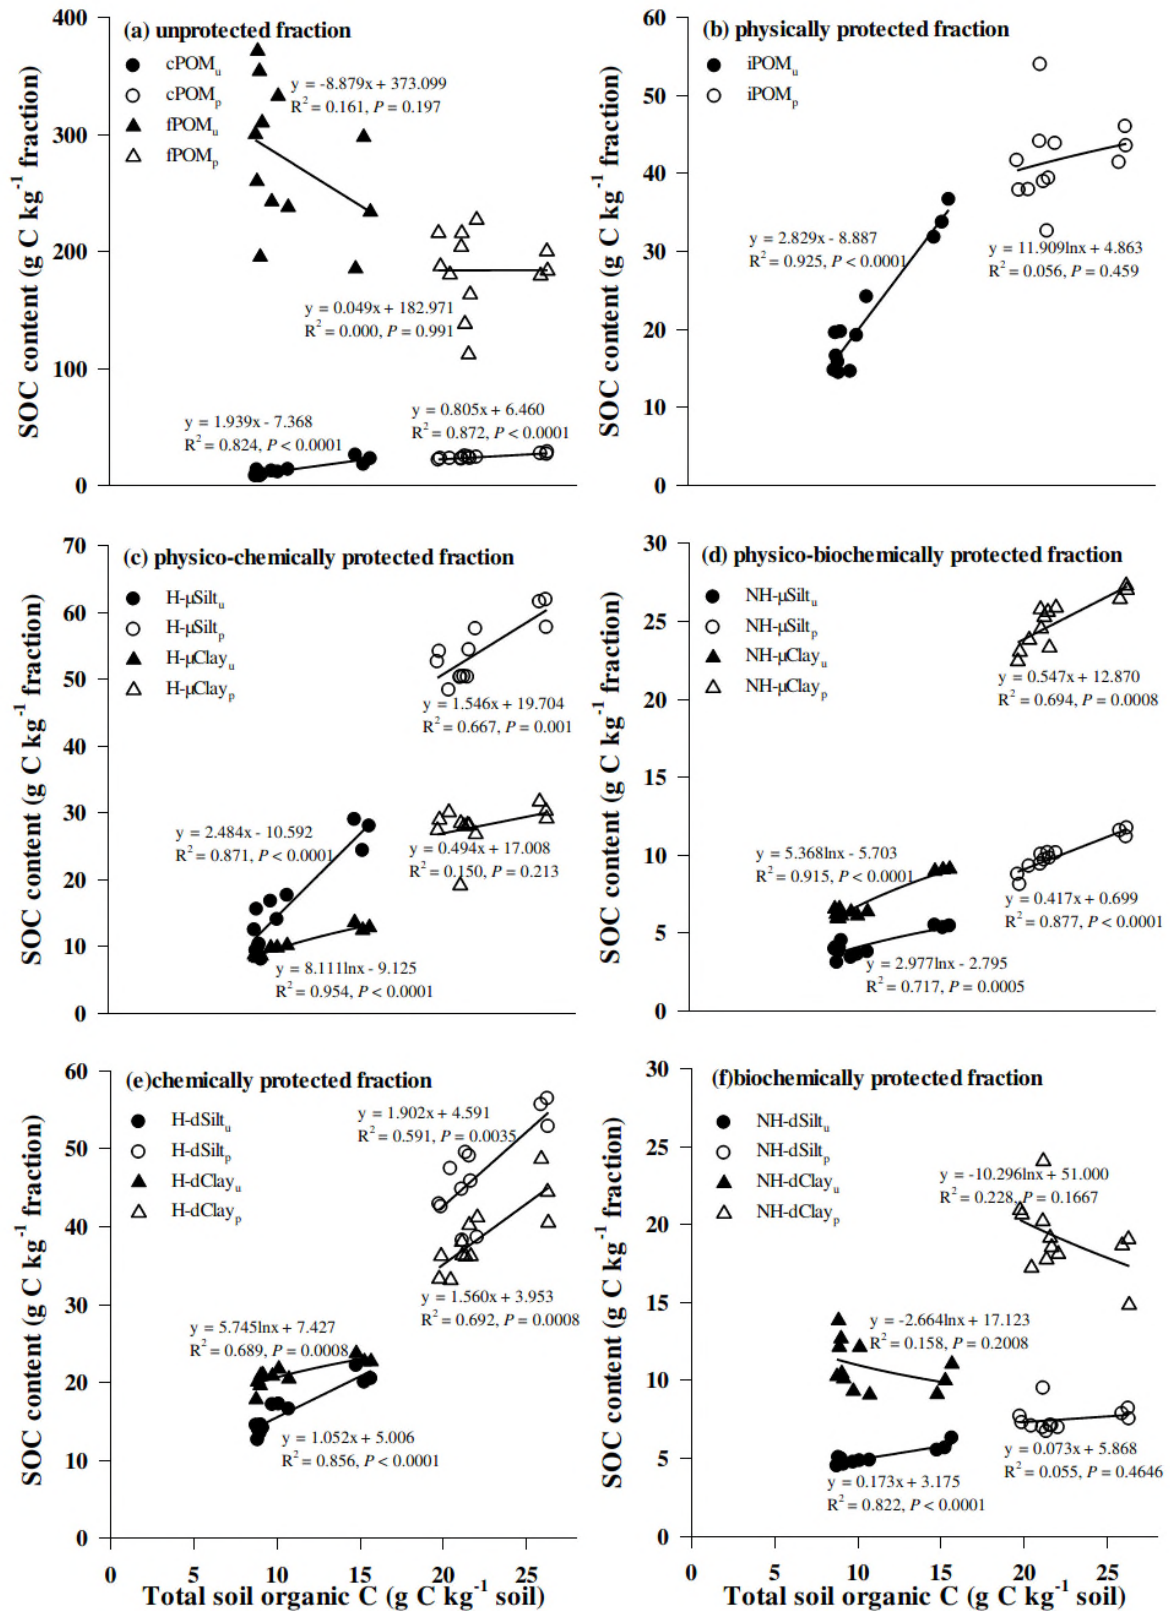 (a) unprotected fraction
cPOMu
cPOMp
fPOMu
fPOMp
y = -8.879x + 373.099
R² = 0.161, P = 0.197
y = 0.049x + 182.971
R² = 0.000, P = 0.991
y = 1.939x - 7.368
R² = 0.824, P < 0.0001
y = 0.805x + 6.460
R² = 0.872, P < 0.0001
400
300
200
100
0
SOC content (g C kg⁻¹ fraction)
(b) physically protected fraction
iPOMu
iPOMp
y = 2.829x - 8.887
R² = 0.925, P < 0.0001
y = 11.909lnx + 4.863
R² = 0.056, P = 0.459
60
50
40
30
20
10
0
SOC content (g C kg⁻¹ fraction)
(c) physico-chemically protected fraction
H-μSiltu
H-μSiltp
H-μClayu
H-μClayp
y = 1.546x + 19.704
R² = 0.667, P = 0.001
y = 2.484x - 10.592
R² = 0.871, P < 0.0001
y = 0.494x + 17.008
R² = 0.150, P = 0.213
y = 8.111lnx - 9.125
R² = 0.954, P < 0.0001
70
60
50
40
30
20
10
0
SOC content (g C kg⁻¹ fraction)
(d) physico-biochemically protected fraction
NH-μSiltu
NH-μSiltp
NH-μClayu
NH-μClayp
y = 0.547x + 12.870
R² = 0.694, P = 0.0008
y = 5.368lnx - 5.703
R² = 0.915, P < 0.0001
y = 0.417x + 0.699
R² = 0.877, P < 0.0001
y = 2.977lnx - 2.795
R² = 0.717, P = 0.0005
30
25
20
15
10
5
0
SOC content (g C kg⁻¹ fraction)
(e)chemically protected fraction
H-dSiltu
H-dSiltp
H-dClayu
H-dClayp
y = 1.902x + 4.591
R² = 0.591, P = 0.0035
y = 1.560x + 3.953
R² = 0.692, P = 0.0008
y = 5.745lnx + 7.427
R² = 0.689, P = 0.0008
y = 1.052x + 5.006
R² = 0.856, P < 0.0001
60
50
40
30
20
10
0
SOC content (g C kg⁻¹ fraction)
0 5 10 15 20 25
Total soil organic C (g C kg⁻¹ soil)
(f)biochemically protected fraction
NH-dSiltu
NH-dSiltp
NH-dClayu
NH-dClayp
y = -10.296lnx + 51.000
R² = 0.228, P = 0.1667
y = -2.664lnx + 17.123
R² = 0.158, P = 0.2008
y = 0.073x + 5.868
R² = 0.055, P = 0.4646
y = 0.173x + 3.175
R² = 0.822, P < 0.0001
30
25
20
15
10
5
0
SOC content (g C kg⁻¹ fraction)
0 5 10 15 20 25
Total soil organic C (g C kg⁻¹ soil)